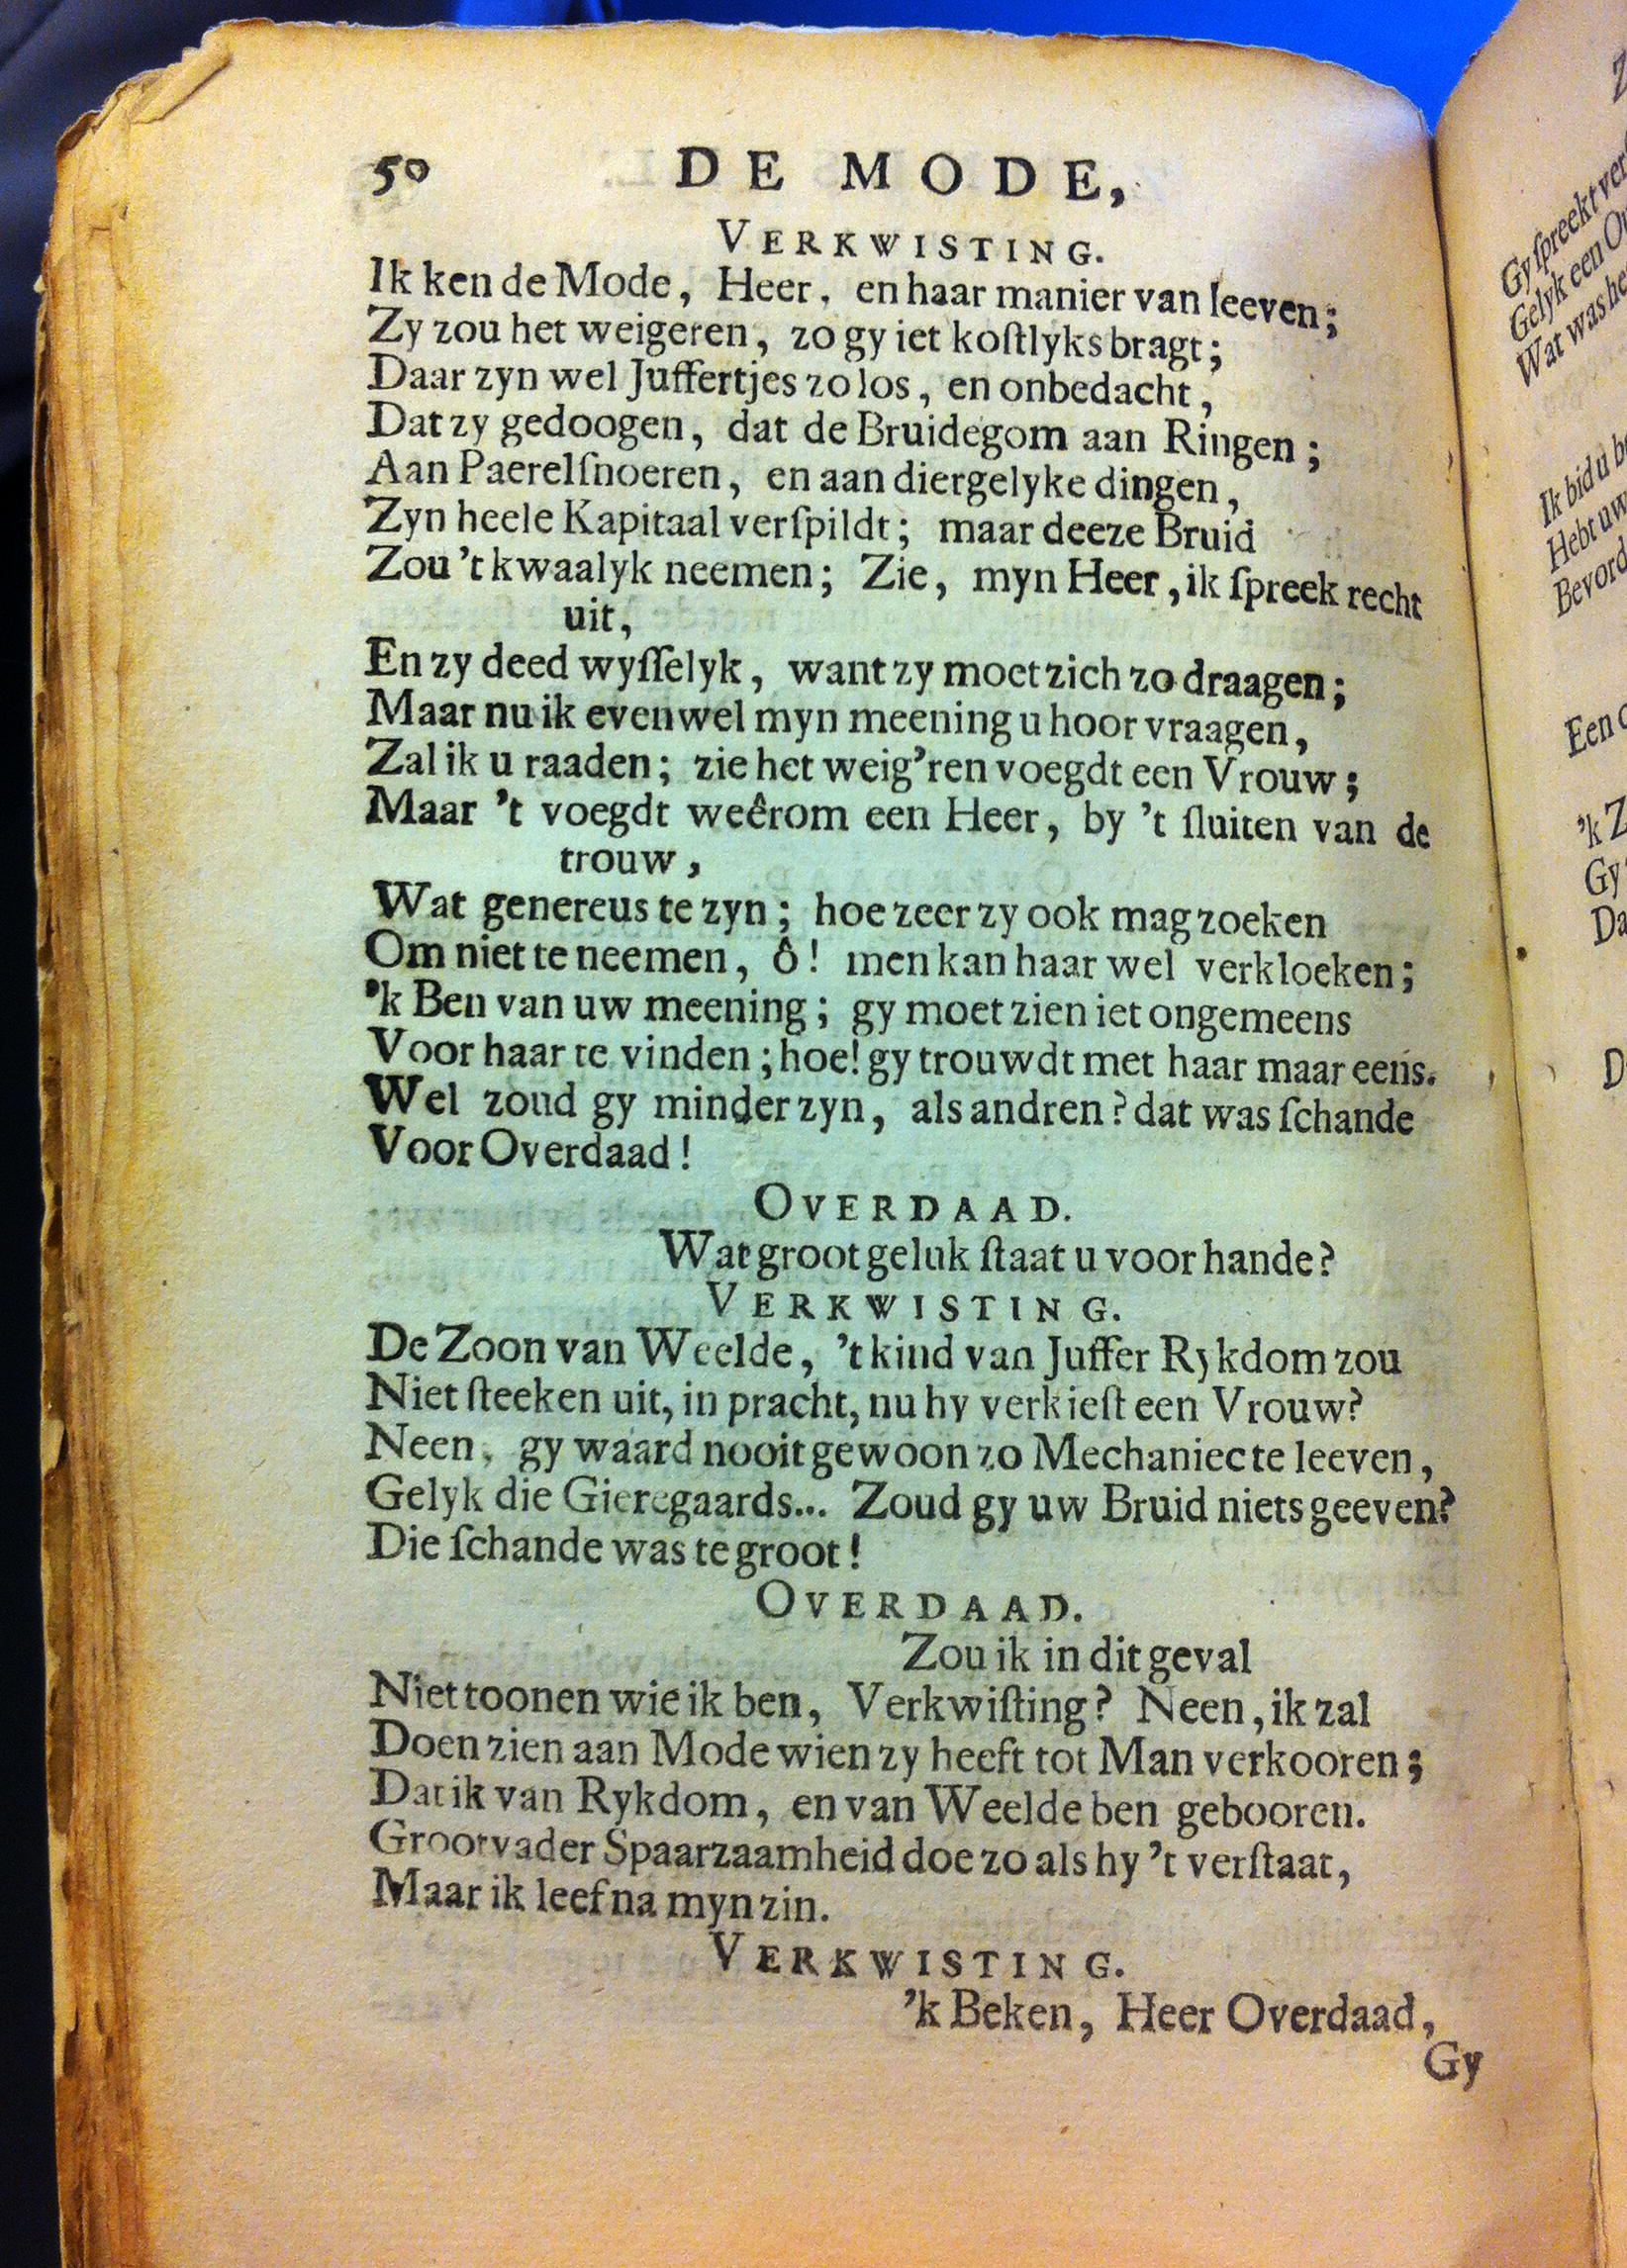 50 DE MODE,
VERKWISTING.
Ik ken de Mode, Heer, en haar manier van leeven;
Zy zou het weigeren, zo gy iet koſtlyks bragt;
Daar zyn wel Juffertjes zo los, en onbedacht,
Dat zy gedoogen, dat de Bruidegom aan Ringen;
Aan Paerelſnoeren, en aan diergelyke dingen,
Zyn heele Kapitaal verſpildt; maar deeze Bruid
Zou 't kwaalyk neemen; Zie, myn Heer, ik ſpreek recht
uit,
En zy deed wyſſelyk, want zy moet zich zo draagen;
Maar nu ik evenwel myn meening u hoor vraagen,
Zal ik u raaden; zie het weig'ren voegdt een Vrouw;
Maar 't voegdt weêrom een Heer, by 't ſluiten van de
trouw,
Wat genereus te zyn; hoe zeer zy ook mag zoeken
Om niet te neemen, ô! men kan haar wel verkloeken;
'k Ben van uw meening; gy moet zien iet ongemeens
Voor haar te vinden; hoe! gy trouwdt met haar maar eens.
Wel zoud gy minder zyn, als andren? dat was ſchande
Voor Overdaad!
OVERDAAD.
Wat groot geluk ſtaat u voor hande?
VERKWISTING.
De Zoon van Weelde, 't kind van Juffer Rykdom zou
Niet ſteeken uit, in pracht, nu hy verkieſt een Vrouw?
Neen, gy waard nooit gewoon zo Mechaniec te leeven,
Gelyk die Gieregaards... Zoud gy uw Bruid niets geeven?
Die ſchande was te groot!
OVERDAAD.
Zou ik in dit geval
Niet toonen wie ik ben, Verkwiſting? Neen, ik zal
Doen zien aan Mode wien zy heeft tot Man verkooren;
Dat ik van Rykdom, en van Weelde ben gebooren.
Grootvader Spaarzaamheid doe zo als hy 't verſtaat,
Maar ik leef na myn zin.
VERKWISTING.
'k Beken, Heer Overdaad,
Gy
Gy ſpreekt
Gelyk een
Wat was
Ik bid u
Hebt uw
Een
'k
Gy